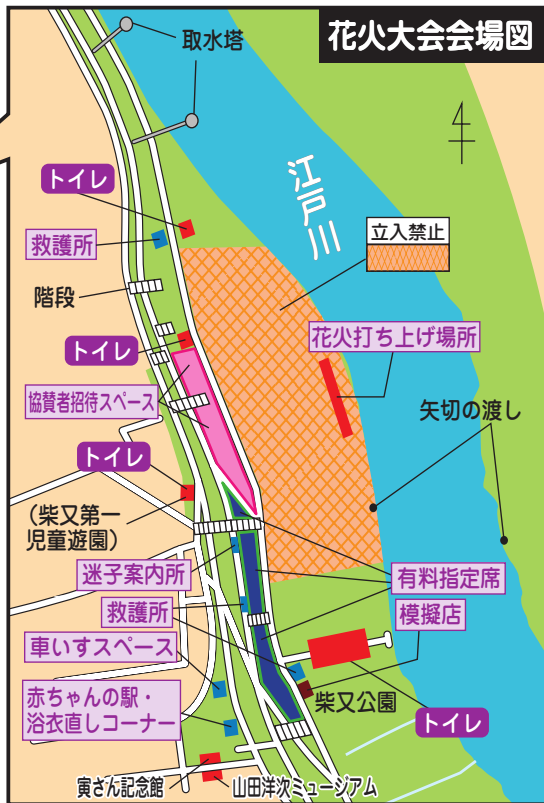 花火大会会場図
取水塔
江戸川
トイレ
救護所
立入禁止
階段
花火打ち上げ場所
トイレ
協賛者招待スペース
矢切の渡し
トイレ
(柴又第一
児童遊園)
迷子案内所
有料指定席
救護所
模擬店
車いすスペース
赤ちゃんの駅・
浴衣直しコーナー
柴又公園
トイレ
寅さん記念館
山田洋次ミュージアム